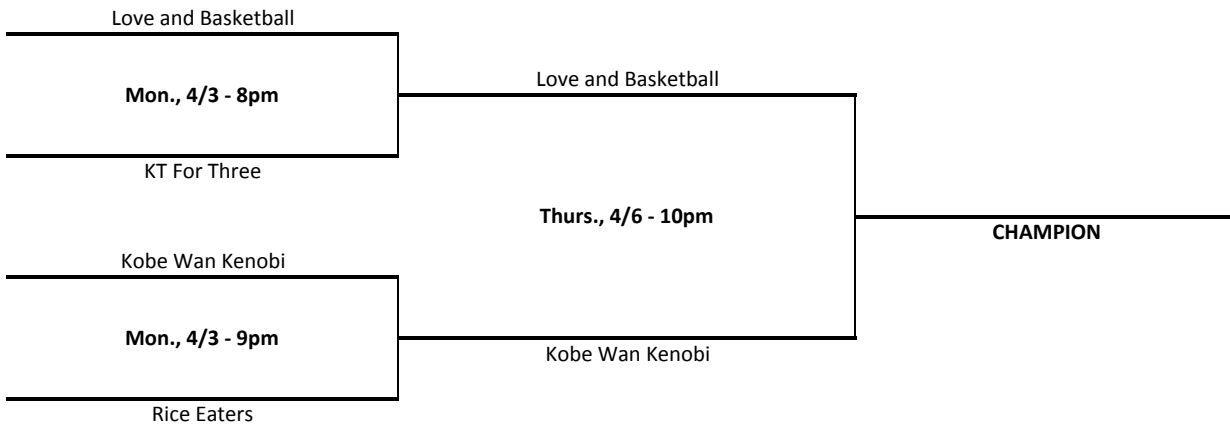 Love and Basketball
Mon., 4/3 - 8pm
Love and Basketball
KT For Three
Thurs., 4/6 - 10pm
CHAMPION
Kobe Wan Kenobi
Mon., 4/3 - 9pm
Kobe Wan Kenobi
Rice Eaters